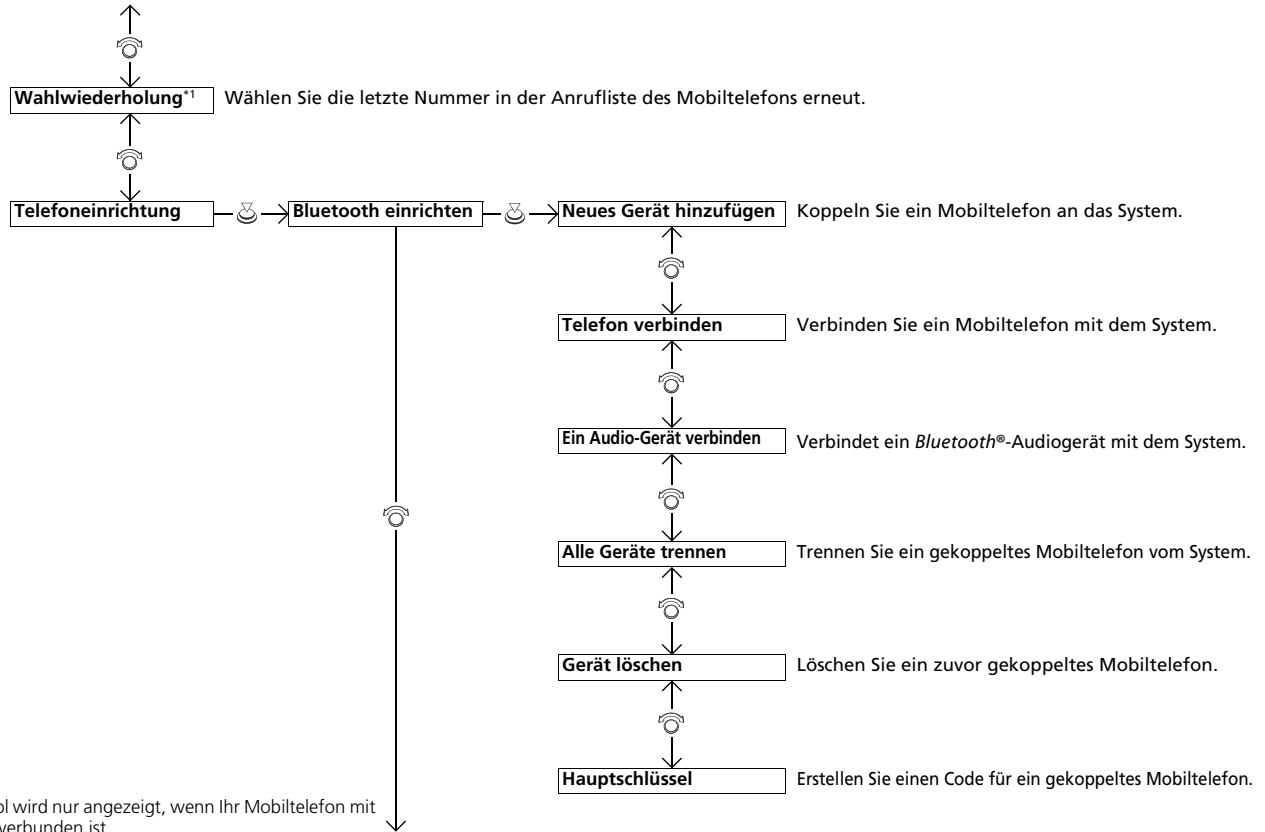 Wahlwiederholung*1 Wählen Sie die letzte Nummer in der Anrufliste des Mobiltelefons erneut.
Telefoneinrichtung Bluetooth einrichten Neues Gerät hinzufügen Koppeln Sie ein Mobiltelefon an das System.
Telefon verbinden Verbinden Sie ein Mobiltelefon mit dem System.
Ein Audio-Gerät verbinden Verbindet ein Bluetooth®-Audiogerät mit dem System.
Alle Geräte trennen Trennen Sie ein gekoppeltes Mobiltelefon vom System.
Gerät löschen Löschen Sie ein zuvor gekoppeltes Mobiltelefon.
Hauptschlüssel Erstellen Sie einen Code für ein gekoppeltes Mobiltelefon.
wird nur angezeigt, wenn Ihr Mobiltelefon mit
verbunden ist